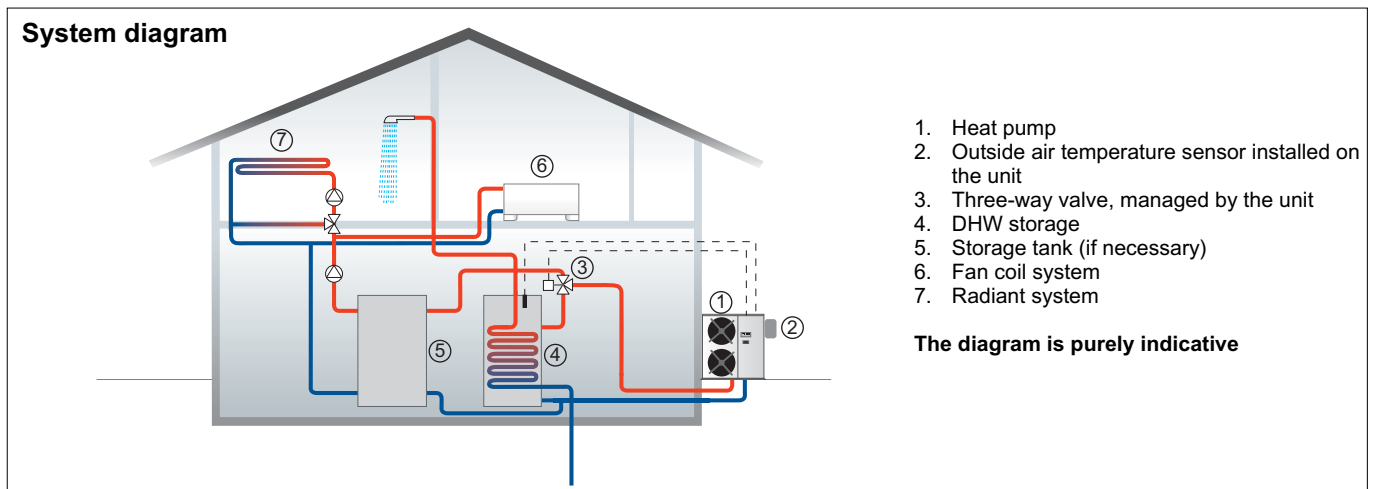 System diagram
7
6
3
1
2
5
4
1. Heat pump
2. Outside air temperature sensor installed on
the unit
3. Three-way valve, managed by the unit
4. DHW storage
5. Storage tank (if necessary)
6. Fan coil system
7. Radiant system
The diagram is purely indicative